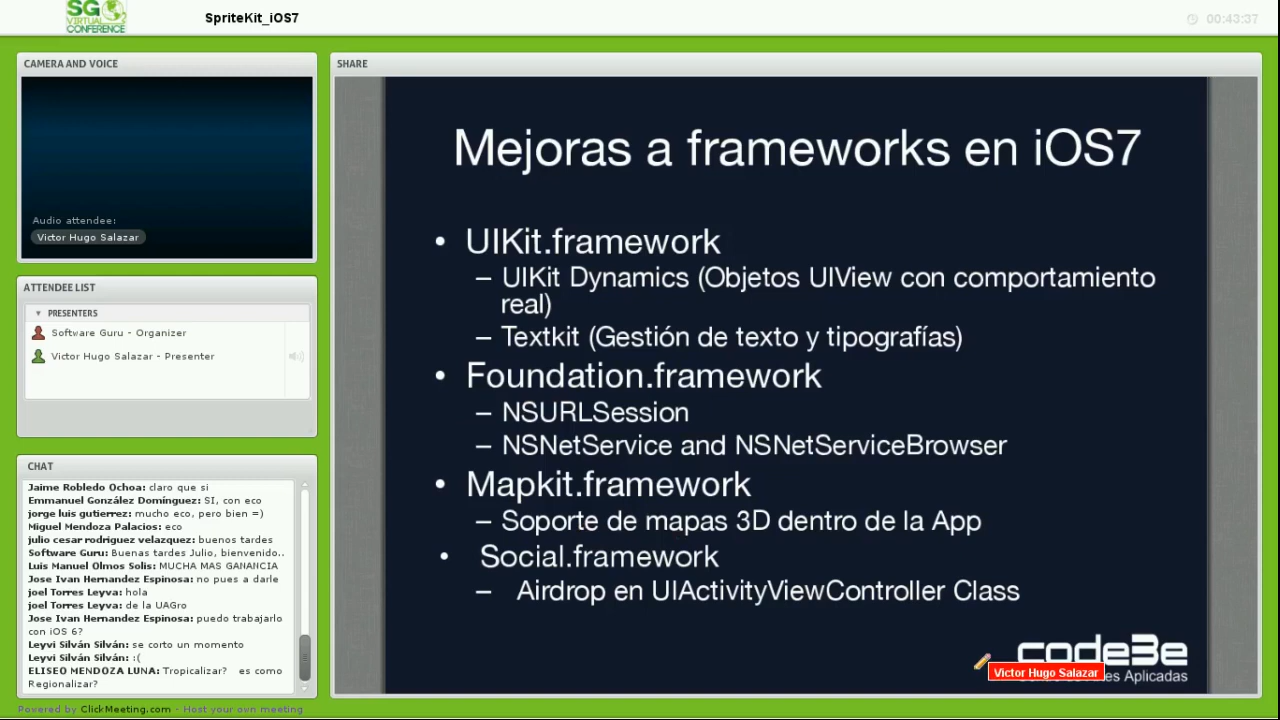 SG
VIRTUAL
CONFERENCE
SpriteKit_iOS7
00:43:37
CAMERA AND VOICE
Audio attendee:
Victor Hugo Salazar
ATTENDEE LIST
PRESENTERS
Software Guru - Organizer
Victor Hugo Salazar - Presenter
CHAT
Jaime Robledo Ochoa: claro que si
Emmanuel González Domínguez: SI, con eco
jorge luis gutierrez: mucho eco, pero bien =)
Miguel Mendoza Palacios: eco
julio cesar rodriguez velazquez: buenos tardes
Software Guru: Buenas tardes Julio, bienvenido..
Luis Manuel Olmos Solis: MUCHA MAS GANANCIA
Jose Ivan Hernandez Espinosa: no pues a darle
joel Torres Leyva: hola
joel Torres Leyva: de la UAGro
Jose Ivan Hernandez Espinosa: puedo trabajarlo
con iOS 6?
Leyvi Silván Silván: se corto un momento
Leyvi Silván Silván: :(
ELISEO MENDOZA LUNA: Tropicalizar? es como
Regionalizar?
Powered by ClickMeeting.com - Host your own meeting
SHARE
Mejoras a frameworks en iOS7
• UIKit.framework
– UIKit Dynamics (Objetos UIView con comportamiento
real)
– Textkit (Gestión de texto y tipografías)
• Foundation.framework
– NSURLSession
– NSNetService and NSNetServiceBrowser
• Mapkit.framework
– Soporte de mapas 3D dentro de la App
• Social.framework
– Airdrop en UIActivityViewController Class
code3e
Victor Hugo Salazar
Aplicadas